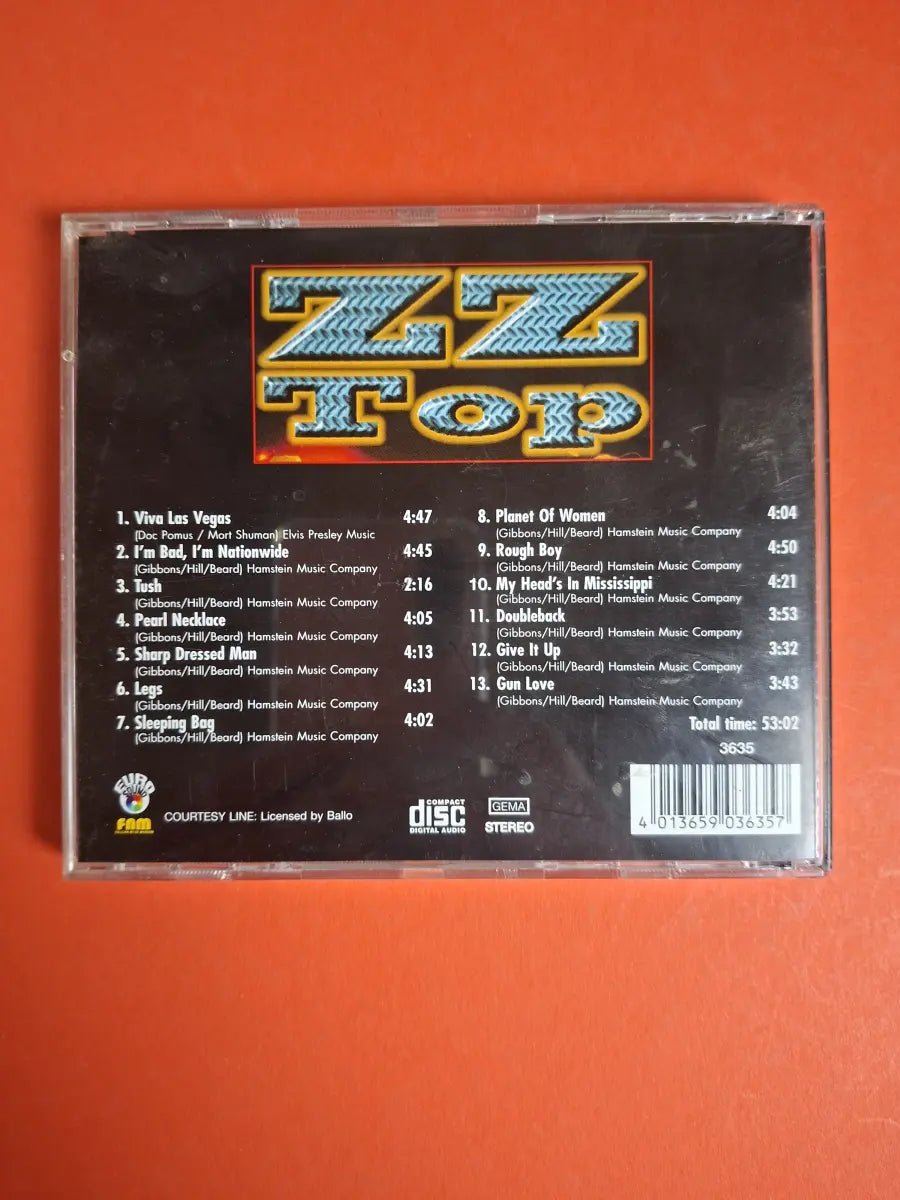 ZZ
Top
1. Viva Las Vegas 4:47
(Doc Pomus / Mort Shuman) Elvis Presley Music
2. I'm Bad, I'm Nationwide 4:45
(Gibbons/Hill/Beard) Hamstein Music Company
3. Tush 2:16
(Gibbons/Hill/Beard) Hamstein Music Company
4. Pearl Necklace 4:05
(Gibbons/Hill/Beard) Hamstein Music Company
5. Sharp Dressed Man 4:13
(Gibbons/Hill/Beard) Hamstein Music Company
6. Legs 4:31
(Gibbons/Hill/Beard) Hamstein Music Company
7. Sleeping Bag 4:02
(Gibbons/Hill/Beard) Hamstein Music Company
8. Planet Of Women 4:04
(Gibbons/Hill/Beard) Hamstein Music Company
9. Rough Boy 4:50
(Gibbons/Hill/Beard) Hamstein Music Company
10. My Head's In Mississippi 4:21
(Gibbons/Hill/Beard) Hamstein Music Company
11. Doubleback 3:53
(Gibbons/Hill/Beard) Hamstein Music Company
12. Give It Up 3:32
(Gibbons/Hill/Beard) Hamstein Music Company
13. Gun Love 3:43
(Gibbons/Hill/Beard) Hamstein Music Company
Total time: 53:02
3635
EURO
FAM
COURTESY LINE: Licensed by Ballo
COMPACT
disc
DIGITAL AUDIO
GEMA
STEREO
4 013659 036357